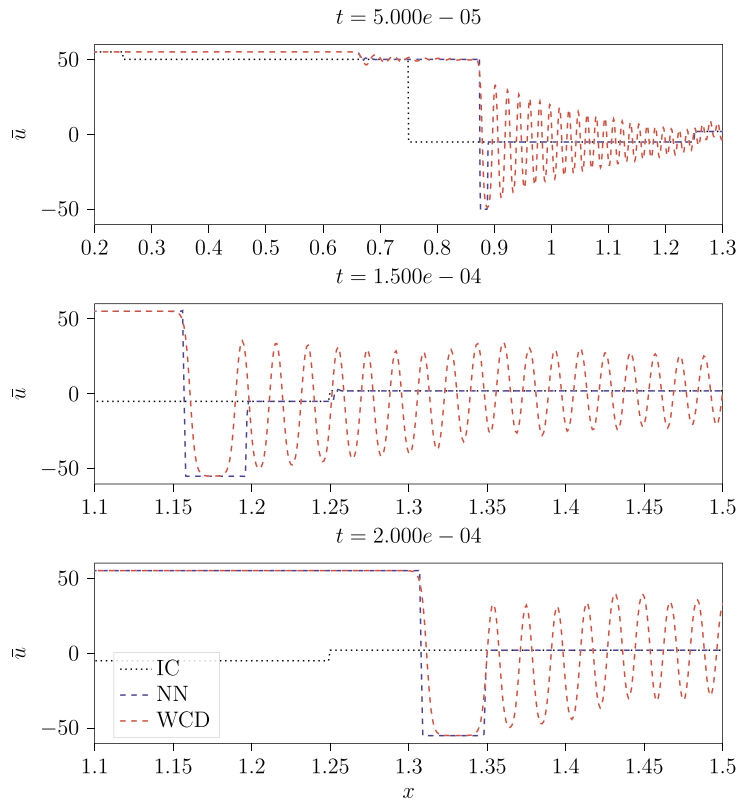 t = 5.000e − 05
50
0
−50
ū
0.2 0.3 0.4 0.5 0.6 0.7 0.8 0.9 1 1.1 1.2 1.3
t = 1.500e − 04
50
0
−50
ū
1.1 1.15 1.2 1.25 1.3 1.35 1.4 1.45 1.5
t = 2.000e − 04
50
0
−50
ū
IC
NN
WCD
1.1 1.15 1.2 1.25 1.3 1.35 1.4 1.45 1.5
x